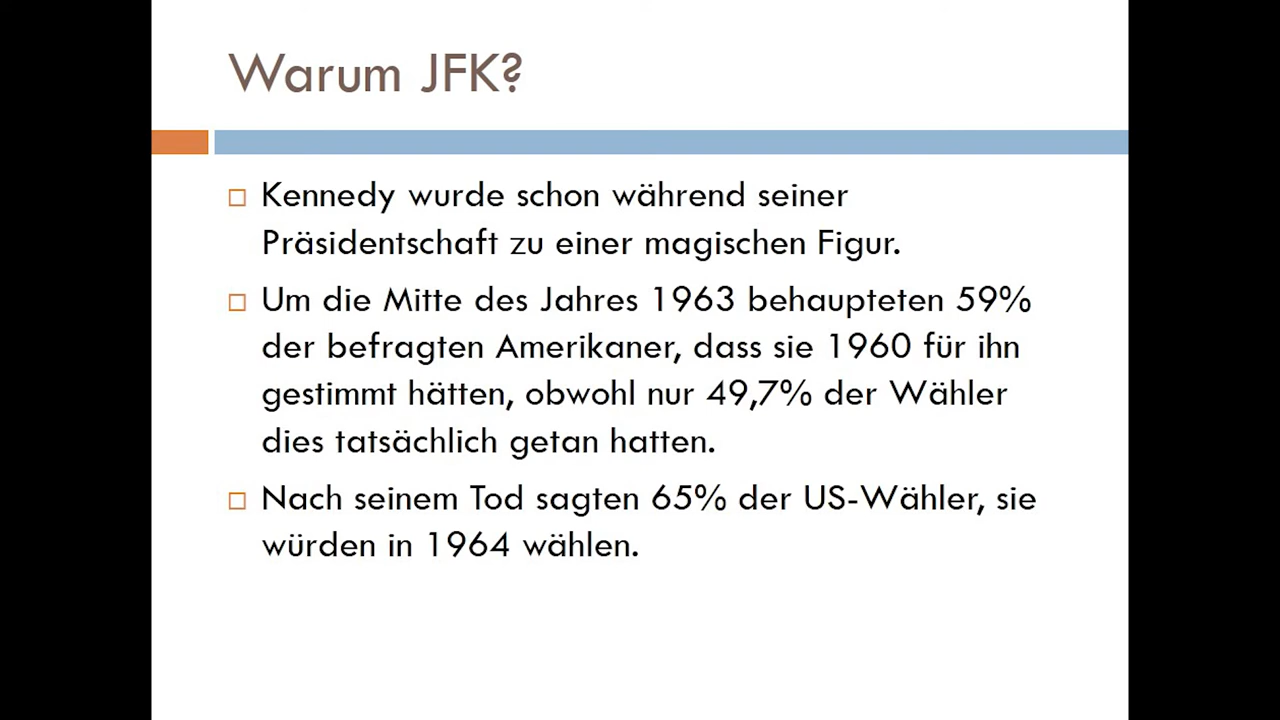 Warum JFK?
Kennedy wurde schon während seiner
Präsidentschaft zu einer magischen Figur.
Um die Mitte des Jahres 1963 behaupteten 59%
der befragten Amerikaner, dass sie 1960 für ihn
gestimmt hätten, obwohl nur 49,7% der Wähler
dies tatsächlich getan hatten.
Nach seinem Tod sagten 65% der US-Wähler, sie
würden in 1964 wählen.